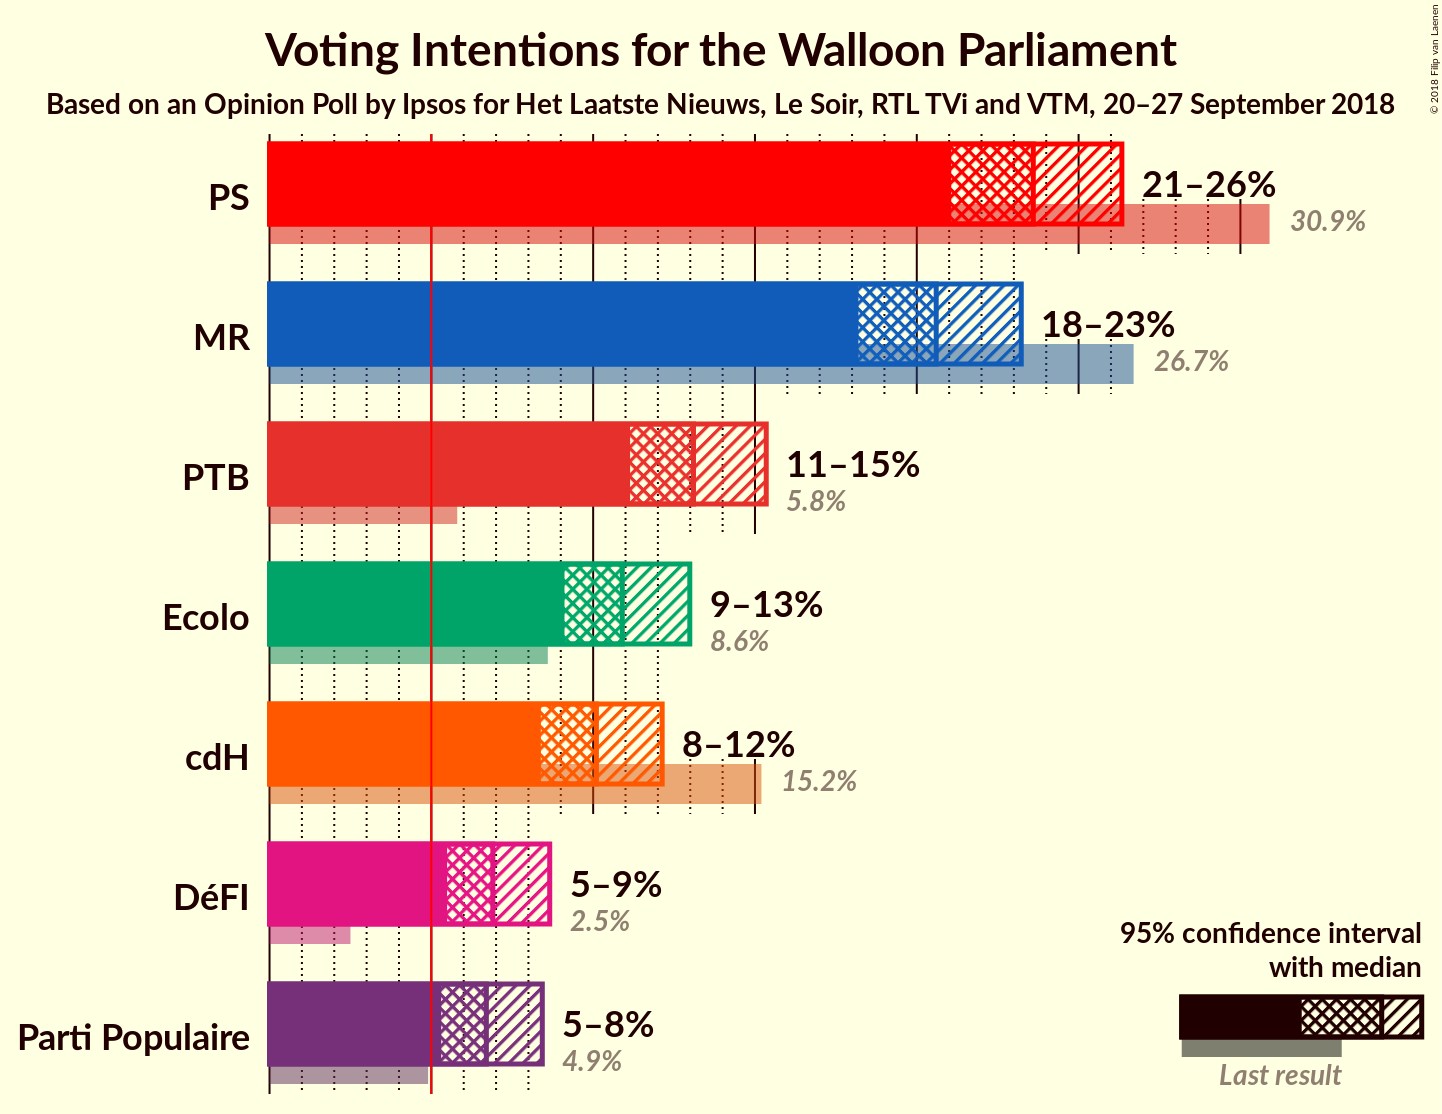 Voting Intentions for the Walloon Parliament
Based on an Opinion Poll by Ipsos for Het Laatste Nieuws, Le Soir, RTL TVi and VTM, 20–27 September 2018
© 2018 Filip van Laenen
PS
21–26%
30.9%
MR
18–23%
26.7%
PTB
11–15%
5.8%
Ecolo
9–13%
8.6%
cdH
8–12%
15.2%
DéFI
5–9%
2.5%
Parti Populaire
5–8%
4.9%
95% confidence interval
with median
Last result